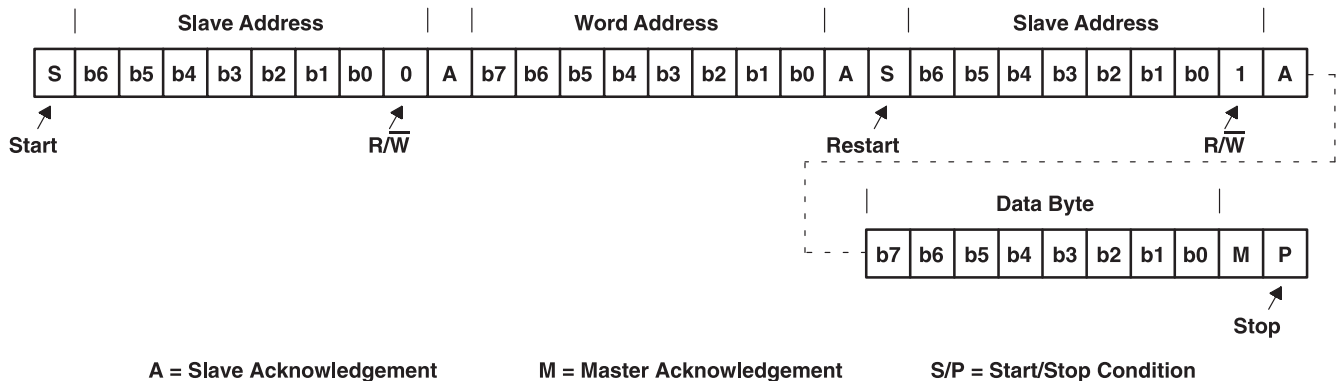 Slave Address Word Address Slave Address
S b6 b5 b4 b3 b2 b1 b0 0 A b7 b6 b5 b4 b3 b2 b1 b0 A S b6 b5 b4 b3 b2 b1 b0 1 A
Start R/W̅ Restart R/W̅
Data Byte
b7 b6 b5 b4 b3 b2 b1 b0 M P
Stop
A = Slave Acknowledgement M = Master Acknowledgement S/P = Start/Stop Condition